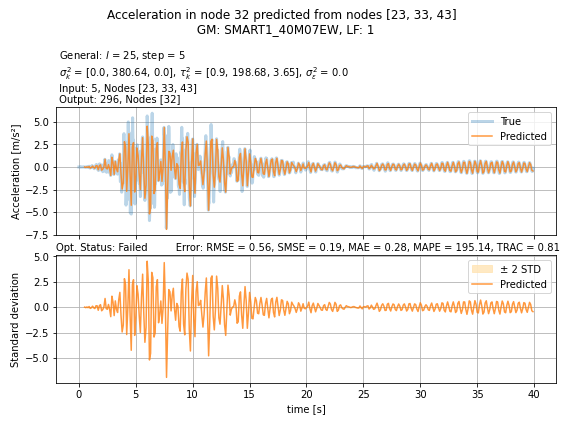 Acceleration in node 32 predicted from nodes [23, 33, 43]
GM: SMART1_40M07EW, LF: 1
General: l = 25, step = 5
σ²ₖ = [0.0, 380.64, 0.0], τ²ₖ = [0.9, 198.68, 3.65], σ²ε = 0.0
Input: 5, Nodes [23, 33, 43]
Output: 296, Nodes [32]
Acceleration [m/s²]
5.0
2.5
0.0
−2.5
−5.0
−7.5
True
Predicted
Opt. Status: Failed Error: RMSE = 0.56, SMSE = 0.19, MAE = 0.28, MAPE = 195.14, TRAC = 0.81
Standard deviation
5.0
2.5
0.0
−2.5
−5.0
± 2 STD
Predicted
0 5 10 15 20 25 30 35 40
time [s]